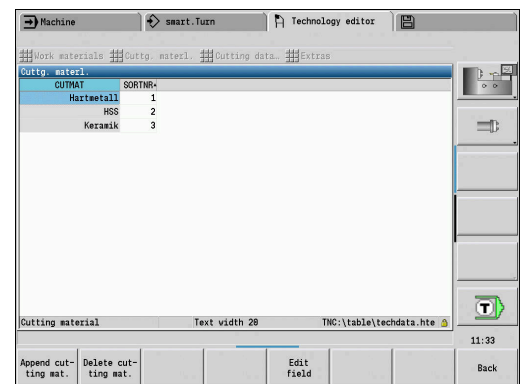 Machine smart.Turn Technology editor
Work materials Cuttg. materl. Cutting data… Extras
Cuttg. materl.
CUTMAT SORTNR
Hartmetall 1
HSS 2
Keramik 3
Cutting material Text width 20 TNC:\table\techdata.hte
T
11:33
Append cut-
ting mat.
Delete cut-
ting mat.
Edit
field
Back